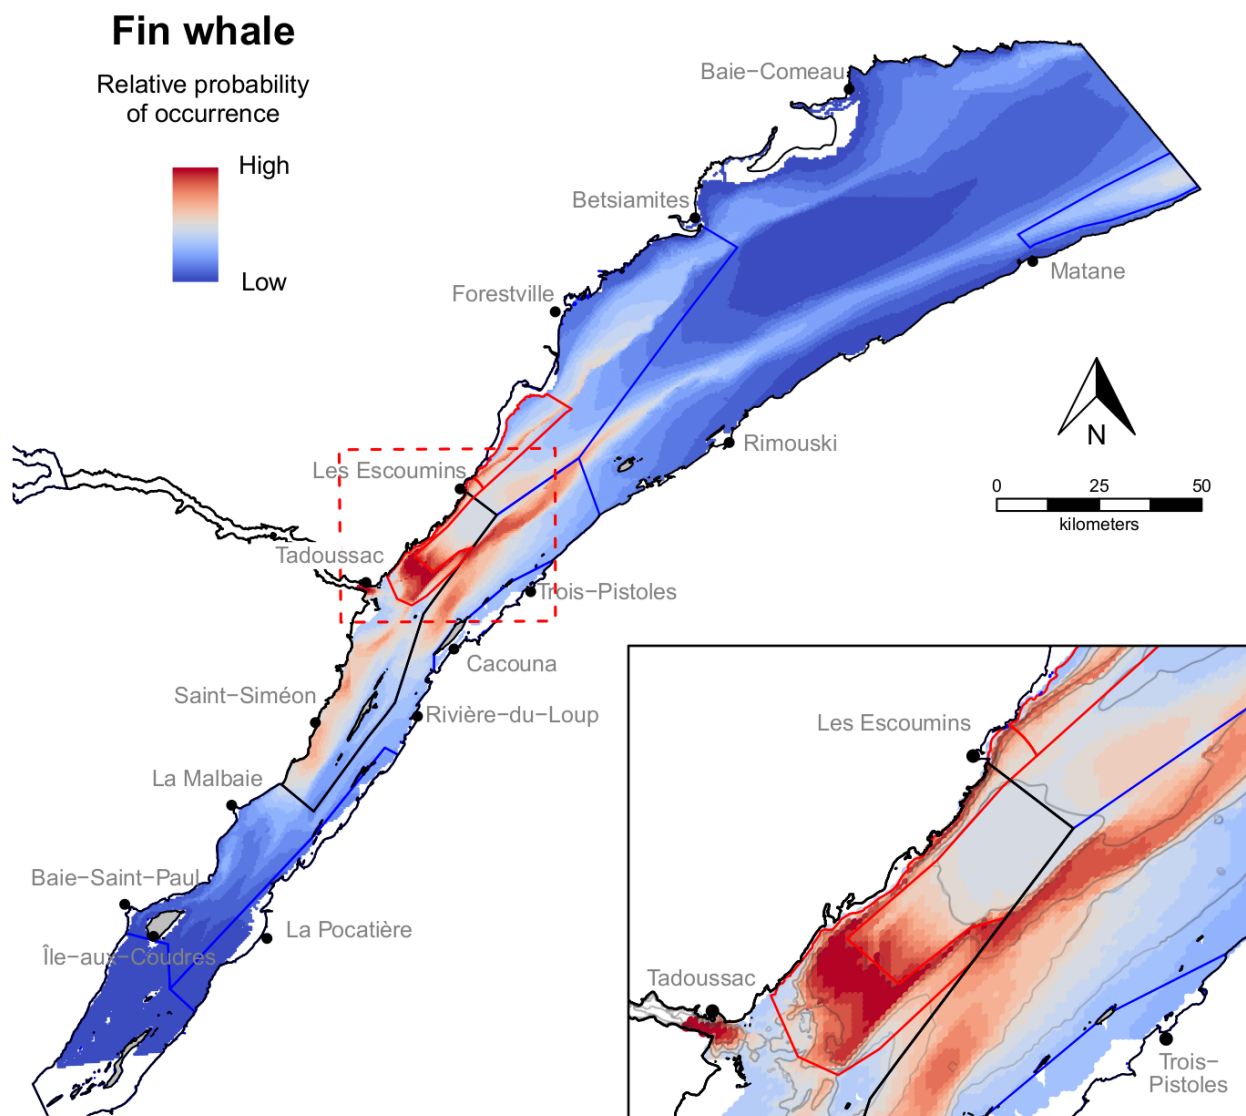 Fin whale
Relative probability
of occurrence
High
Low
Baie−Comeau
Betsiamites
Forestville
Matane
N
Rimouski
0 25 50
kilometers
Les Escoumins
Tadoussac
Trois−Pistoles
Cacouna
Saint−Siméon
Rivière−du−Loup
La Malbaie
Baie−Saint−Paul
La Pocatière
Île−aux−Coudres
Les Escoumins
Tadoussac
Trois−
Pistoles